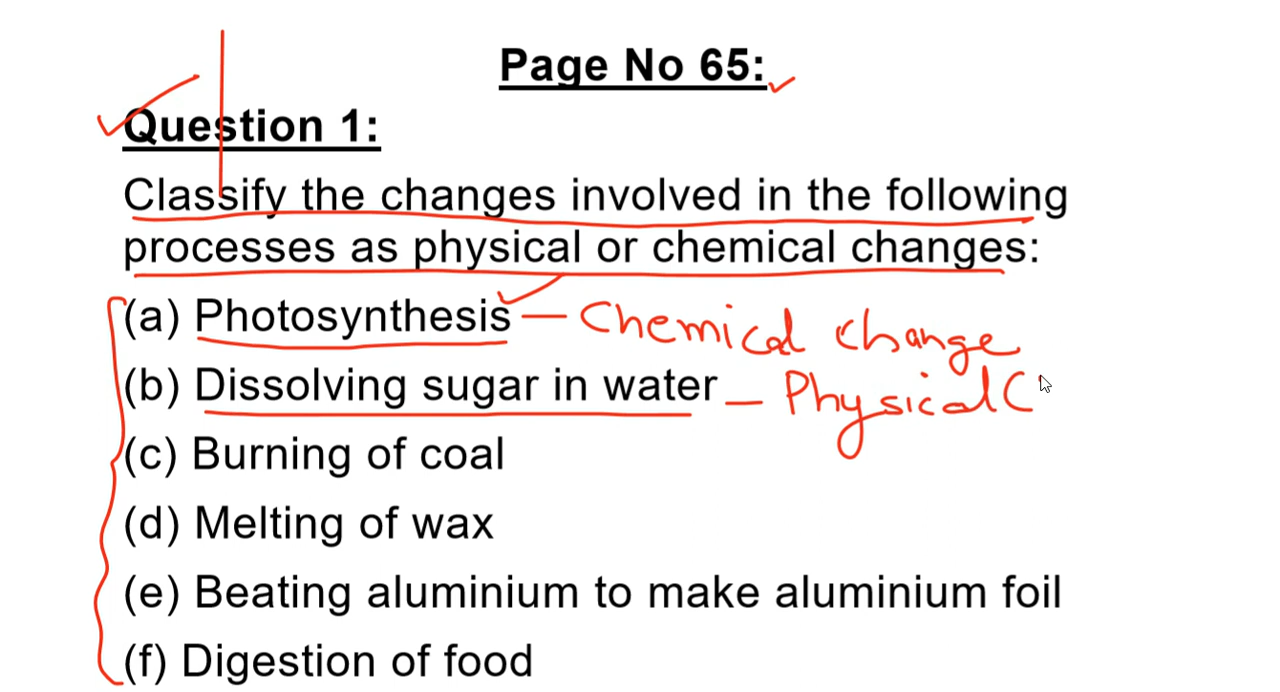 Page No 65:
Question 1:
Classify the changes involved in the following
processes as physical or chemical changes:
(a) Photosynthesis — Chemical change
(b) Dissolving sugar in water — Physical C
(c) Burning of coal
(d) Melting of wax
(e) Beating aluminium to make aluminium foil
(f) Digestion of food